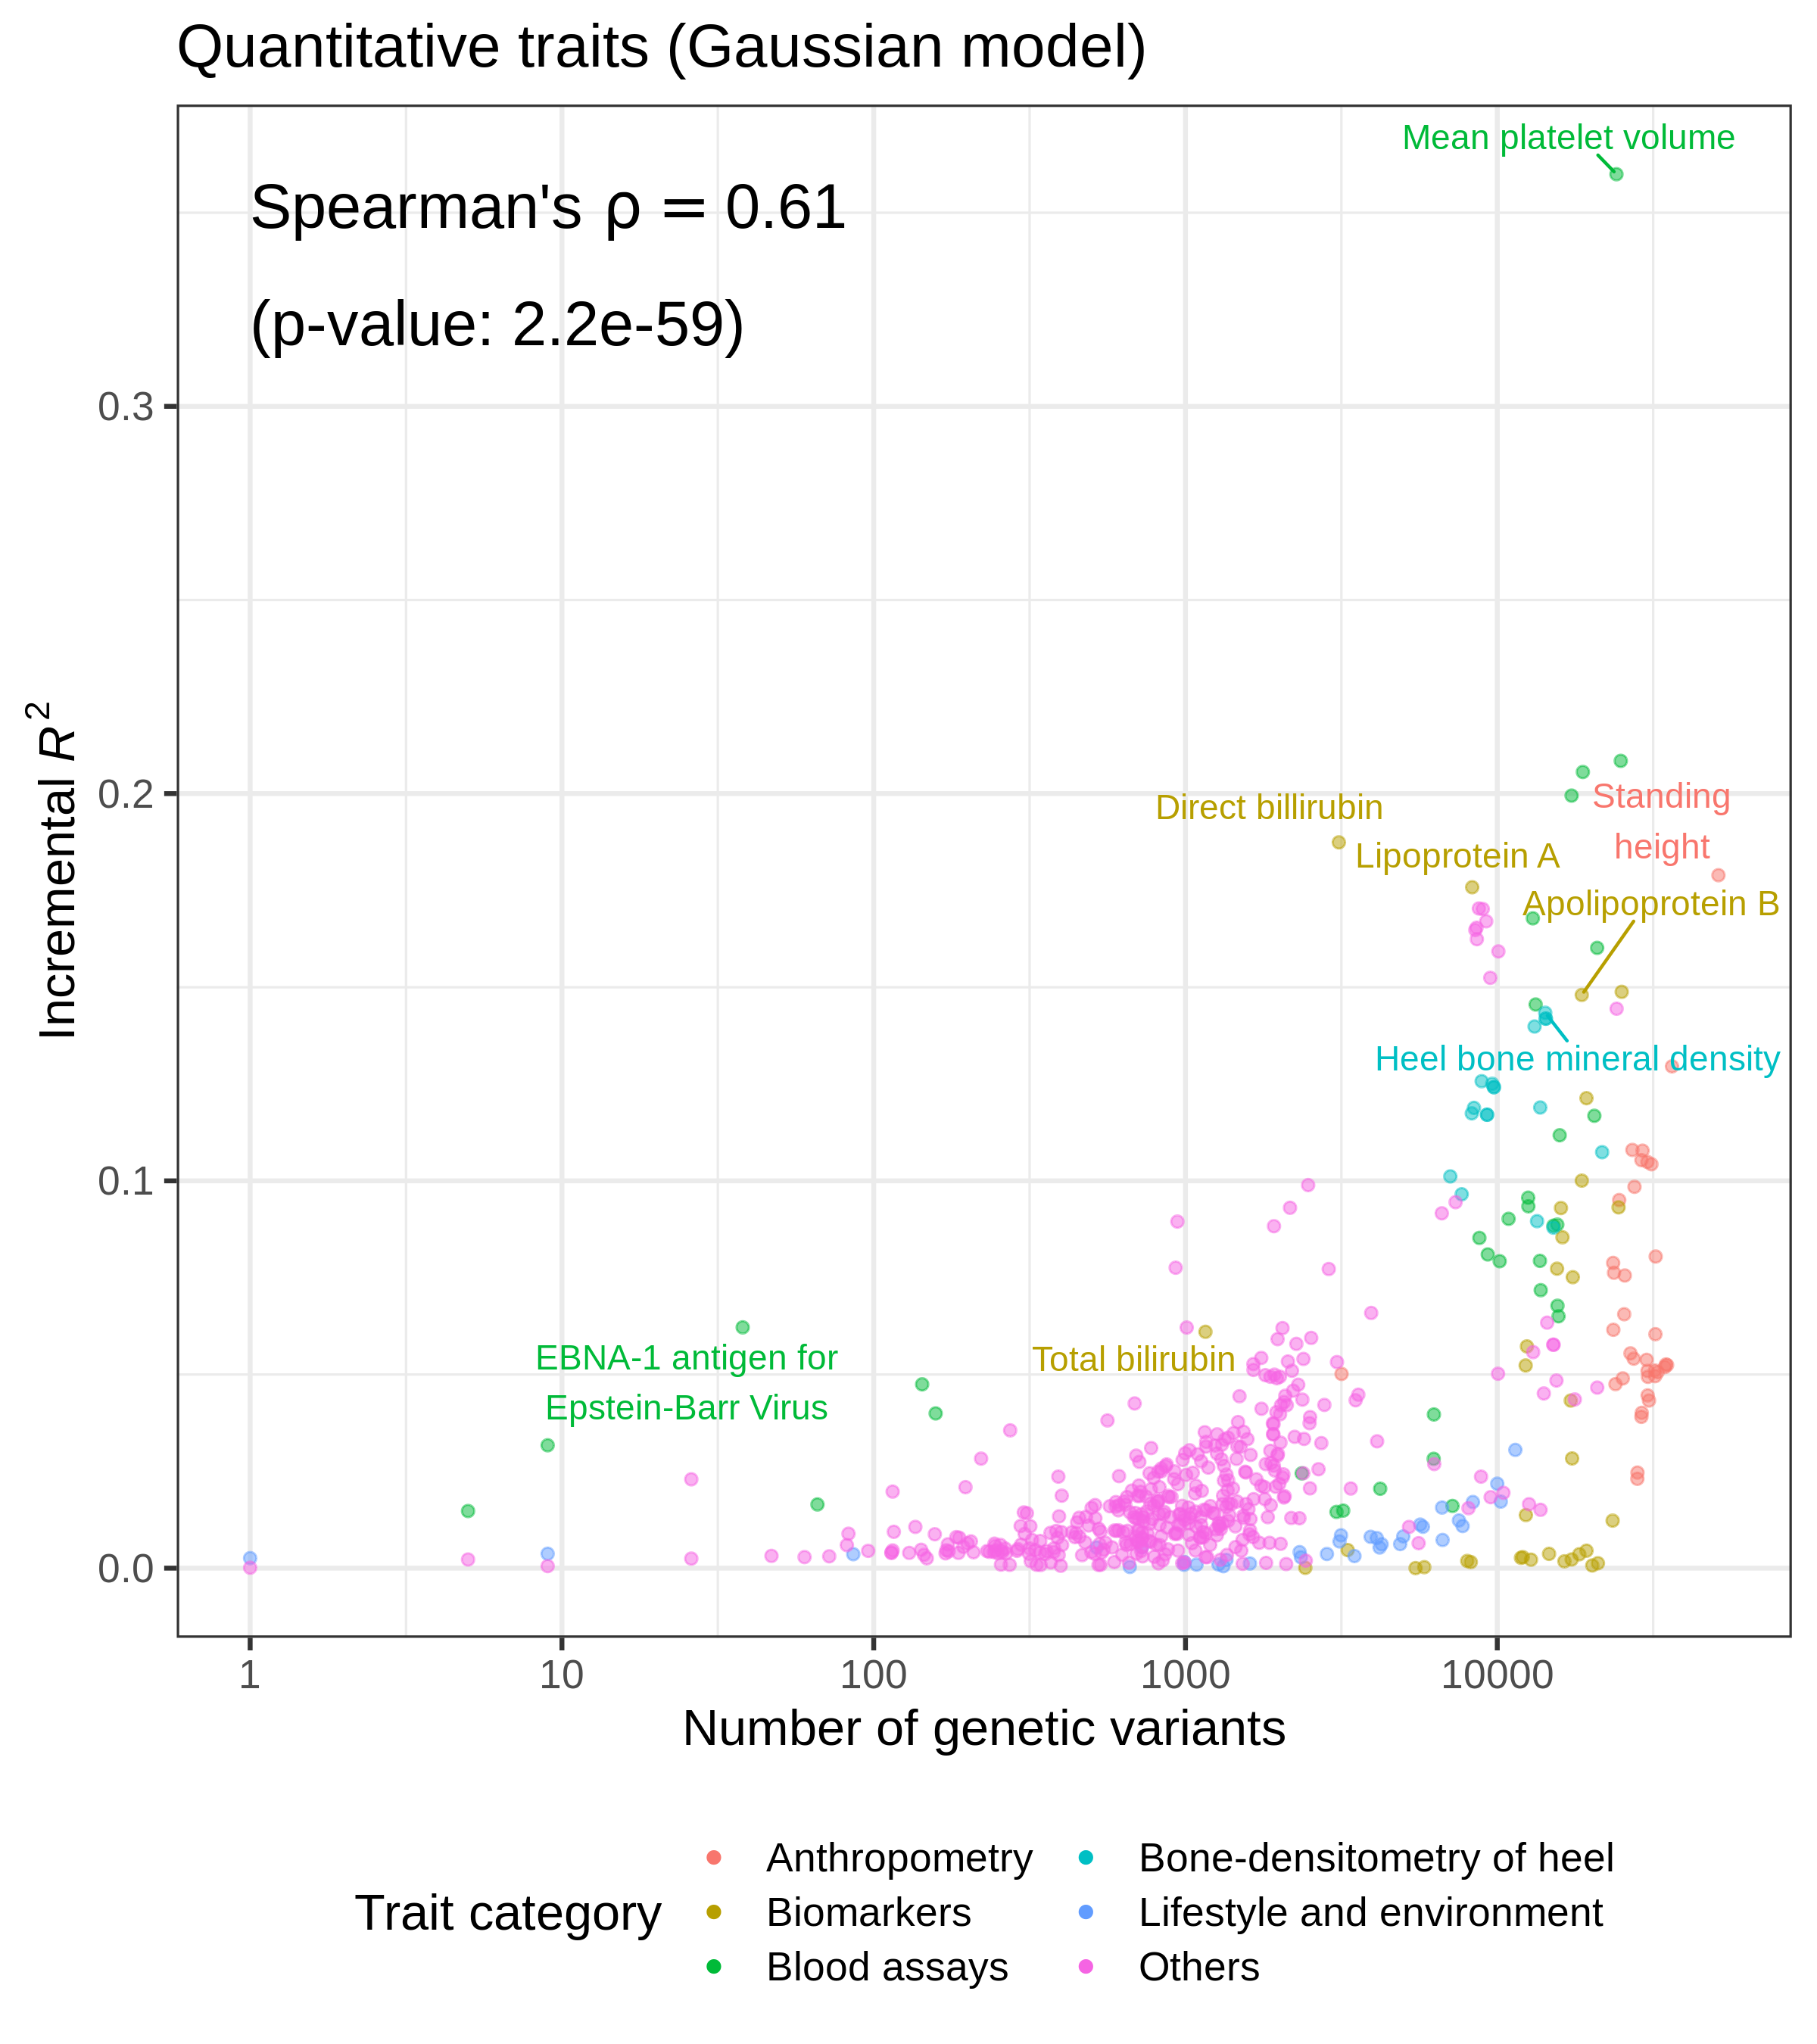 Quantitative traits (Gaussian model)
Mean platelet volume
Spearman's ρ = 0.61
(p-value: 2.2e-59)
0.3
0.2
0.1
0.0
Incremental R²
Direct billirubin
Standing
height
Lipoprotein A
Apolipoprotein B
Heel bone mineral density
EBNA-1 antigen for
Epstein-Barr Virus
Total bilirubin
1 10 100 1000 10000
Number of genetic variants
Trait category
Anthropometry
Biomarkers
Blood assays
Bone-densitometry of heel
Lifestyle and environment
Others